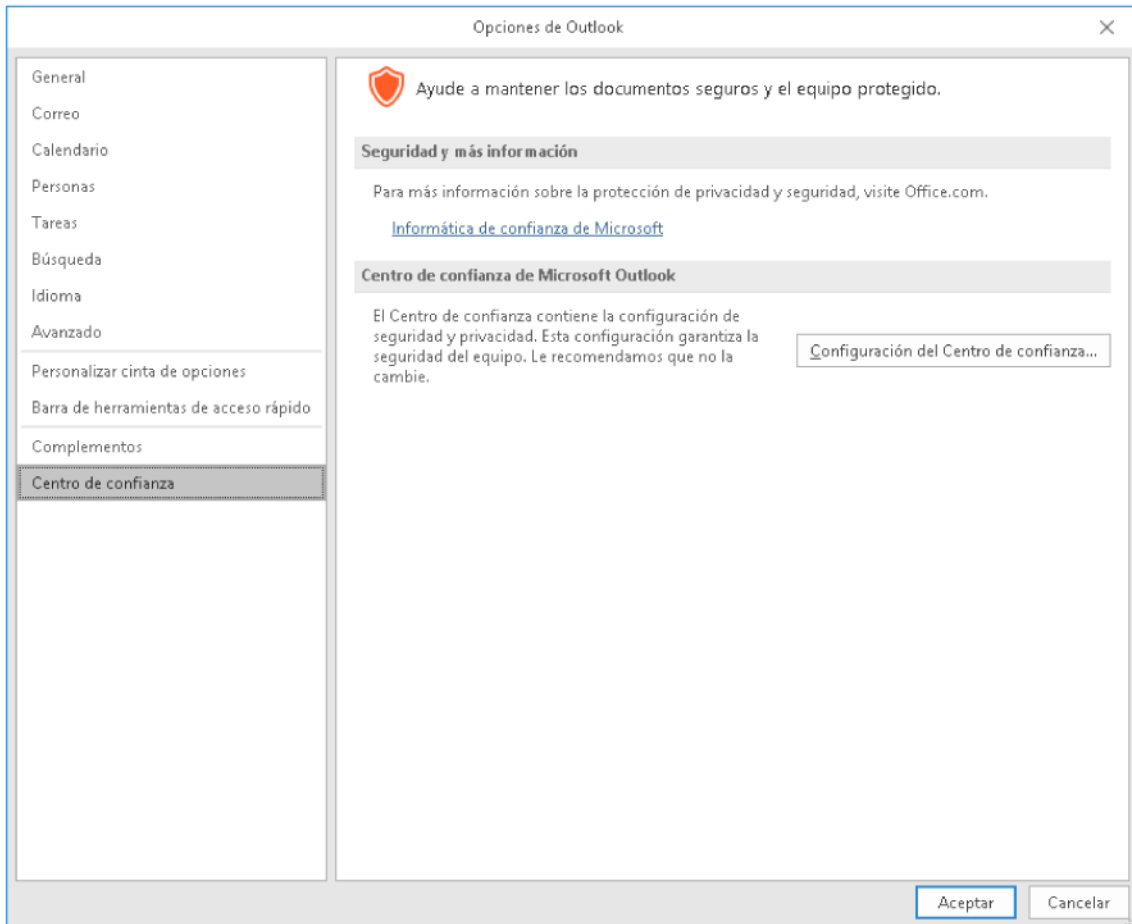 Opciones de Outlook
General
Correo
Calendario
Personas
Tareas
Búsqueda
Idioma
Avanzado
Personalizar cinta de opciones
Barra de herramientas de acceso rápido
Complementos
Centro de confianza
Ayude a mantener los documentos seguros y el equipo protegido.
Seguridad y más información
Para más información sobre la protección de privacidad y seguridad, visite Office.com.
Informática de confianza de Microsoft
Centro de confianza de Microsoft Outlook
El Centro de confianza contiene la configuración de
seguridad y privacidad. Esta configuración garantiza la
seguridad del equipo. Le recomendamos que no la
cambie.
Configuración del Centro de confianza...
Aceptar
Cancelar